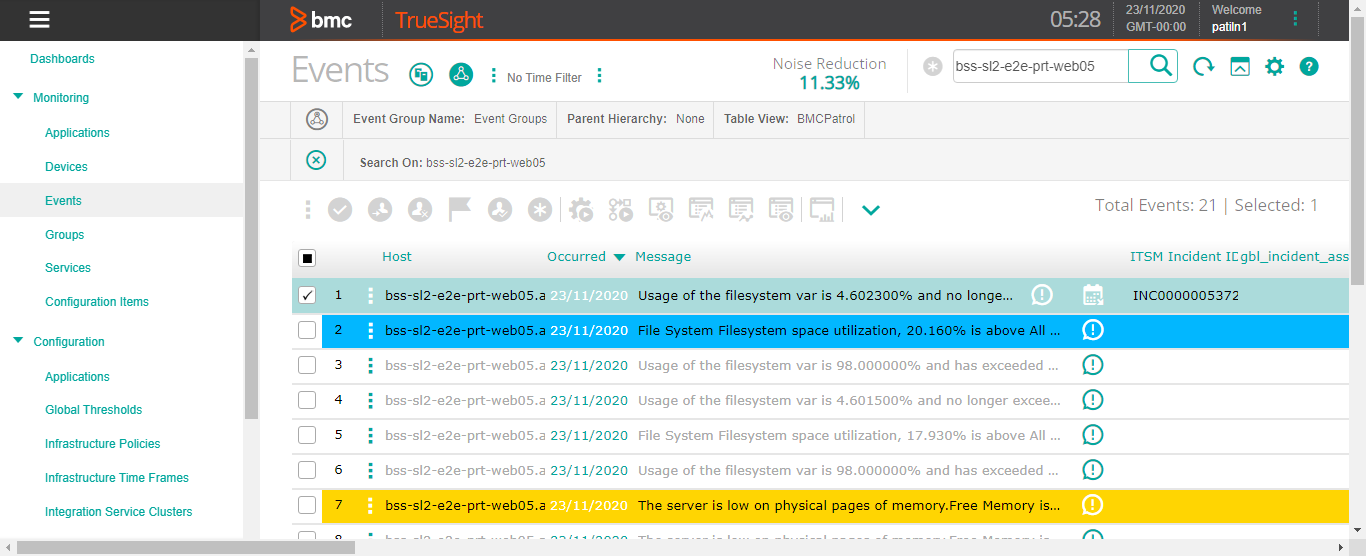 bmc TrueSight 05:28 23/11/2020 GMT-00:00 Welcome patiln1
Dashboards
Monitoring
Applications
Devices
Events
Groups
Services
Configuration Items
Configuration
Applications
Global Thresholds
Infrastructure Policies
Infrastructure Time Frames
Integration Service Clusters
Events No Time Filter Noise Reduction 11.33% bss-sl2-e2e-prt-web05
Event Group Name: Event Groups Parent Hierarchy: None Table View: BMCPatrol
Search On: bss-sl2-e2e-prt-web05
Total Events: 21 | Selected: 1
Host Occurred Message ITSM Incident ID gbl_incident_ass
1 bss-sl2-e2e-prt-web05.a 23/11/2020 Usage of the filesystem var is 4.602300% and no longe... INC0000005372
2 bss-sl2-e2e-prt-web05.a 23/11/2020 File System Filesystem space utilization, 20.160% is above All ...
3 bss-sl2-e2e-prt-web05.a 23/11/2020 Usage of the filesystem var is 98.000000% and has exceeded ...
4 bss-sl2-e2e-prt-web05.a 23/11/2020 Usage of the filesystem var is 4.601500% and no longer excee...
5 bss-sl2-e2e-prt-web05.a 23/11/2020 File System Filesystem space utilization, 17.930% is above All ...
6 bss-sl2-e2e-prt-web05.a 23/11/2020 Usage of the filesystem var is 98.000000% and has exceeded ...
7 bss-sl2-e2e-prt-web05.a 23/11/2020 The server is low on physical pages of memory.Free Memory is...